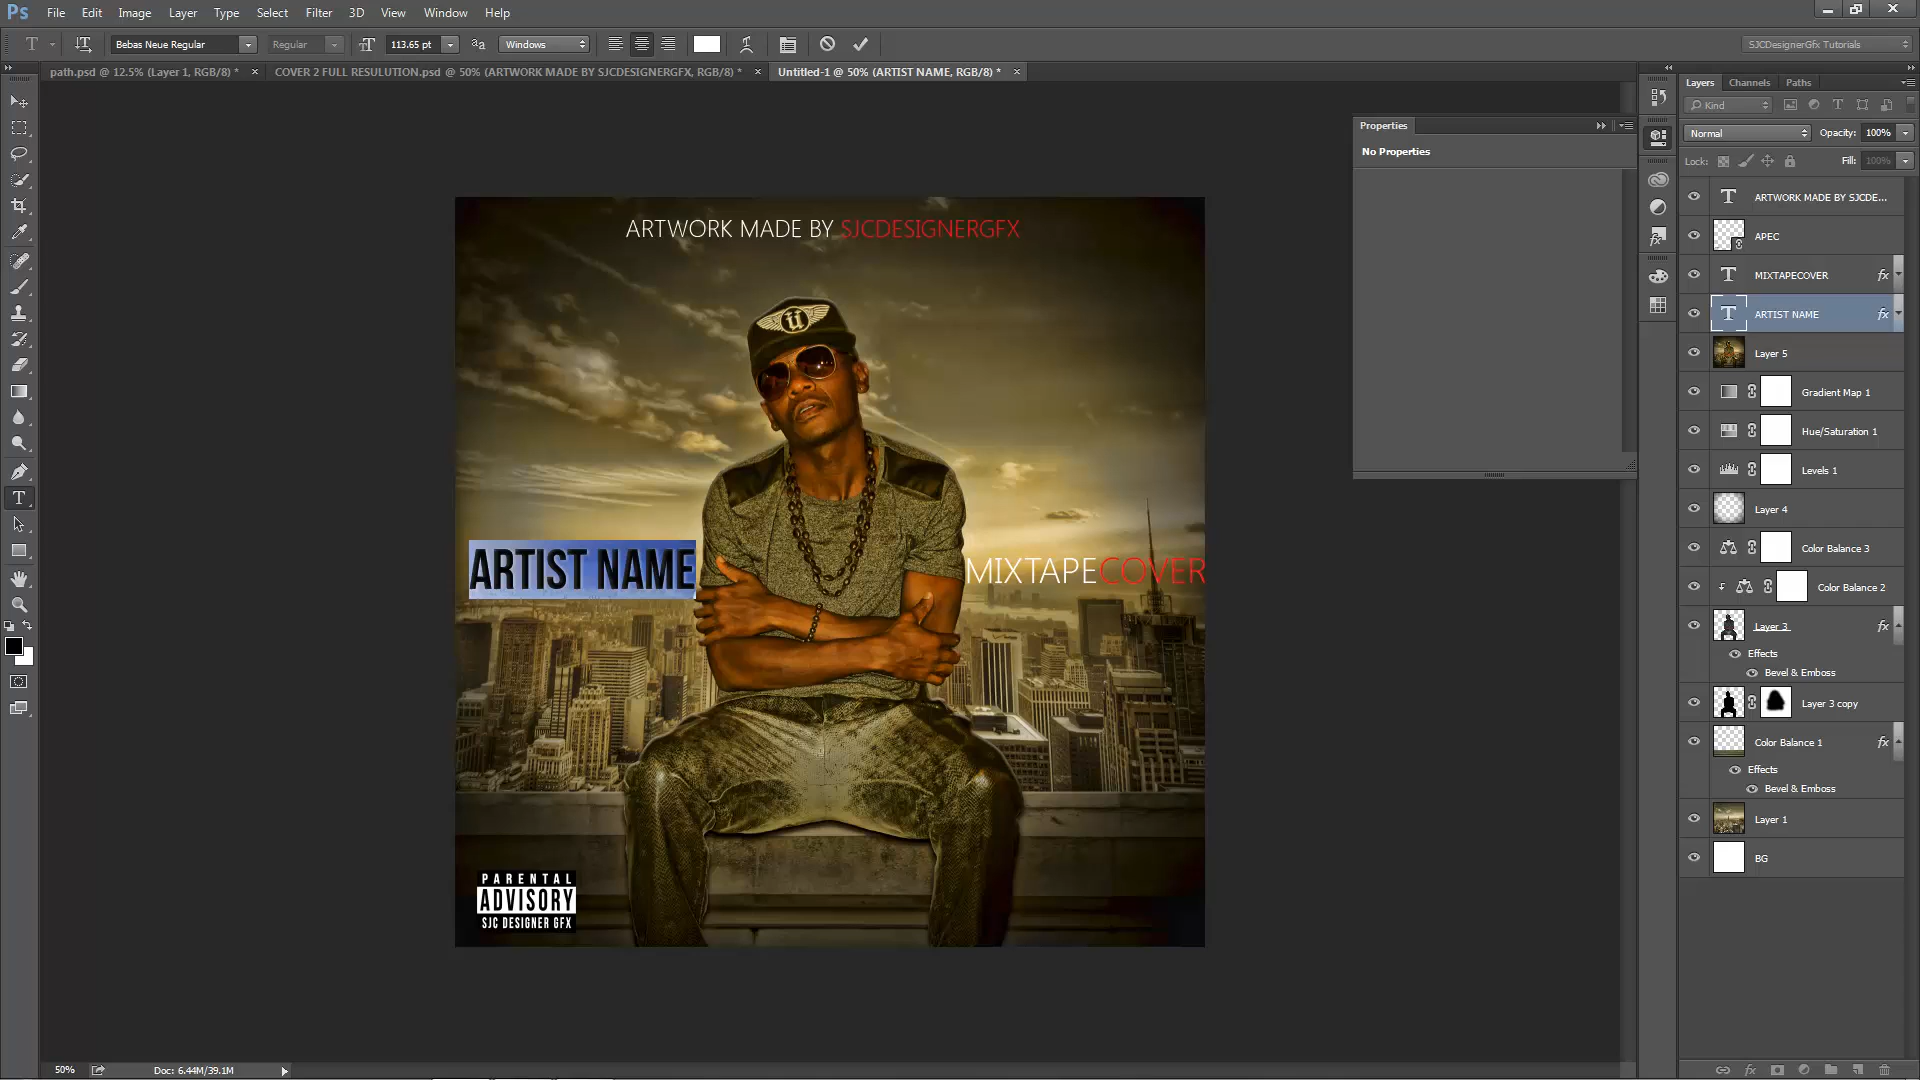 Ps File Edit Image Layer Type Select Filter 3D View Window Help
T Bebas Neue Regular Regular 113.65 pt Windows SJCDesignerGfx Tutorials
path.psd @ 12.5% (Layer 1, RGB/8) * × COVER 2 FULL RESULUTION.psd @ 50% (ARTWORK MADE BY SJCDESIGNERGFX, RGB/8) * × Untitled-1 @ 50% (ARTIST NAME, RGB/8) * ×
Layers Channels Paths
Kind
Normal Opacity: 100%
Lock: Fill: 100%
Properties
No Properties
ARTWORK MADE BY SJCDESIGNERGFX
ü
ARTIST NAME
MIXTAPECOVER
PARENTAL
ADVISORY
SJC DESIGNER GFX
ARTWORK MADE BY SJCDE...
APEC
MIXTAPECOVER fx
ARTIST NAME fx
Layer 5
Gradient Map 1
Hue/Saturation 1
Levels 1
Layer 4
Color Balance 3
Color Balance 2
Layer 3 fx
Effects
Bevel & Emboss
Layer 3 copy
Color Balance 1 fx
Effects
Bevel & Emboss
Layer 1
BG
50% Doc: 6.44M/39.1M